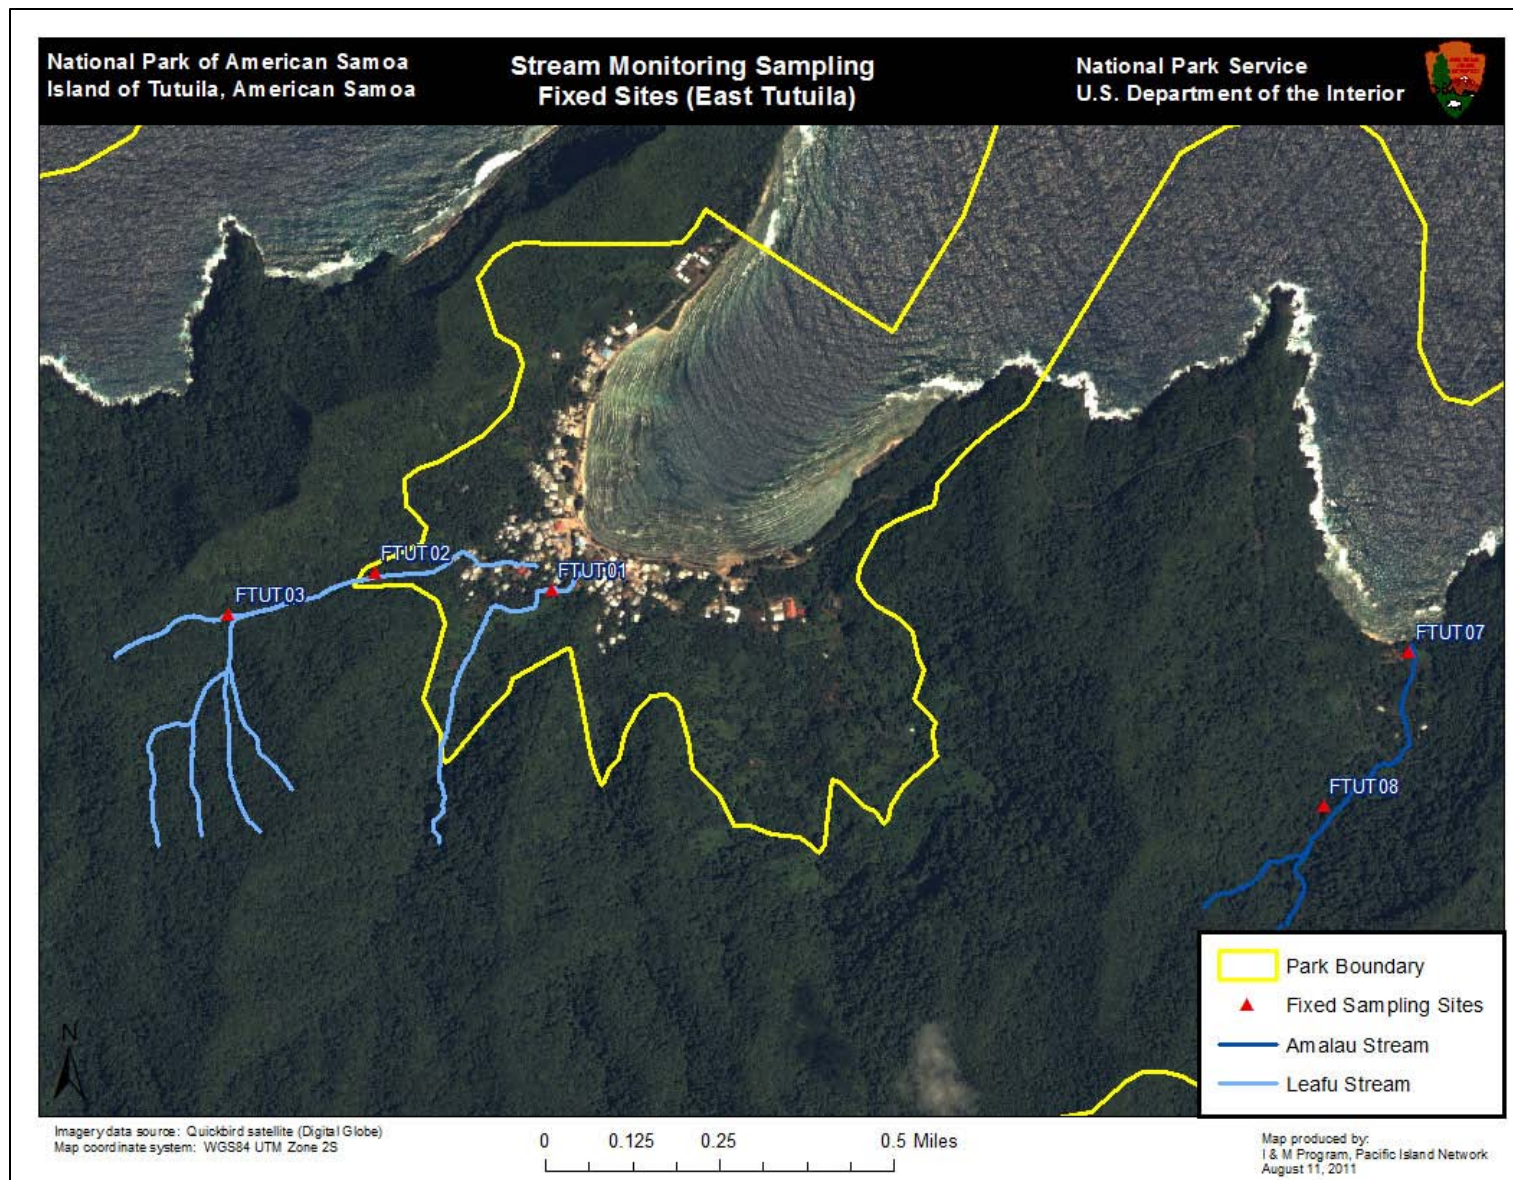 National Park of American Samoa
Island of Tutuila, American Samoa
Stream Monitoring Sampling
Fixed Sites (East Tutuila)
National Park Service
U.S. Department of the Interior
FTUT02
FTUT01
FTUT03
FTUT07
FTUT08
Park Boundary
Fixed Sampling Sites
Amalau Stream
Leafu Stream
N
Imagery data source: Quickbird satellite (Digital Globe)
Map coordinate system: WGS84 UTM Zone 2S
0 0.125 0.25 0.5 Miles
Map produced by:
I & M Program, Pacific Island Network
August 11, 2011